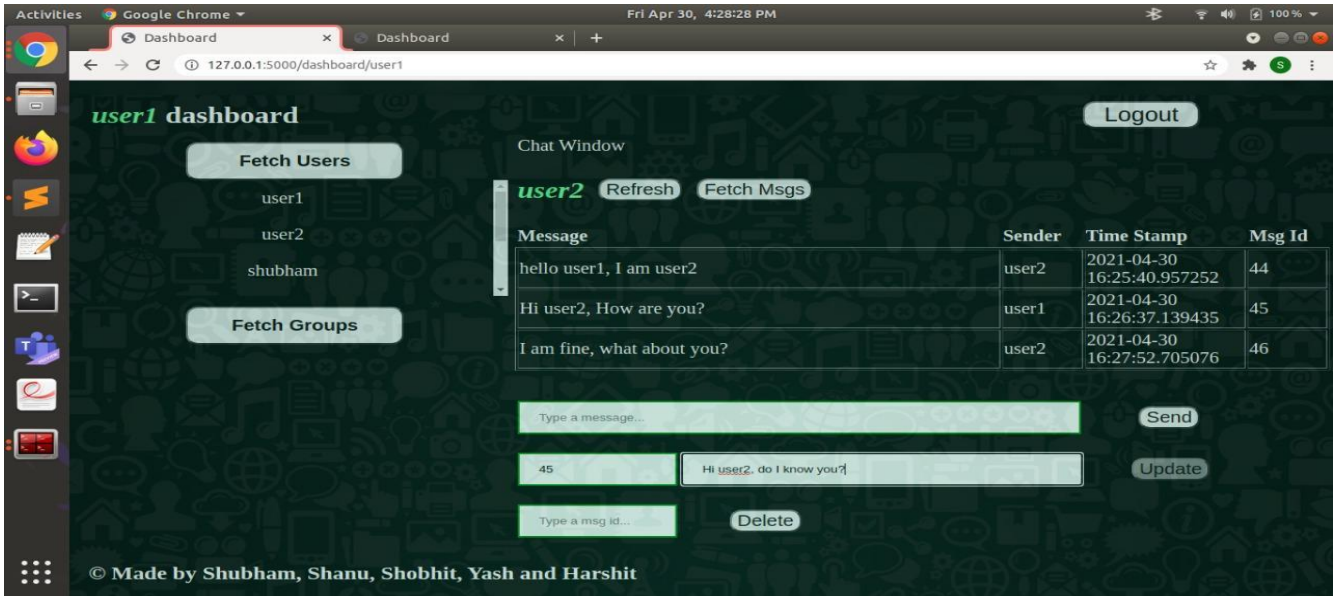 Activities Google Chrome Fri Apr 30, 4:28:28 PM 100 %
Dashboard × Dashboard × +
127.0.0.1:5000/dashboard/user1 S
user1 dashboard Logout
Fetch Users
Chat Window
user1
user2
shubham
Fetch Groups
user2 Refresh Fetch Msgs
Message Sender Time Stamp Msg Id
hello user1, I am user2 user2 2021-04-30 16:25:40.957252 44
Hi user2, How are you? user1 2021-04-30 16:26:37.139435 45
I am fine, what about you? user2 2021-04-30 16:27:52.705076 46
Type a message... Send
45 Hi user2, do I know you? Update
Type a msg id... Delete
© Made by Shubham, Shanu, Shobhit, Yash and Harshit